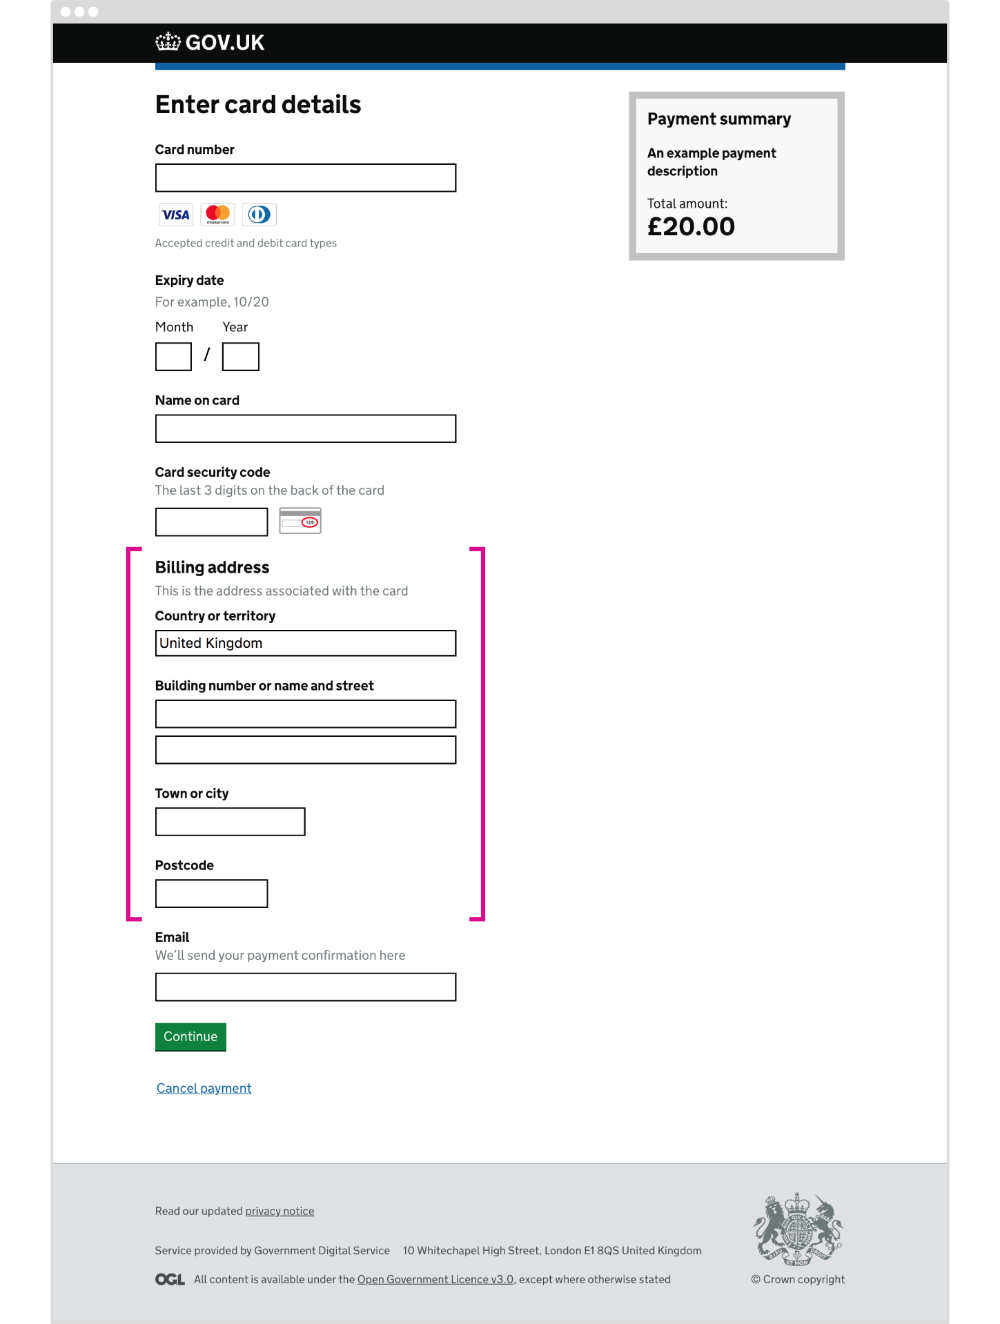 GOV.UK
Enter card details
Card number
VISA
mastercard
Accepted credit and debit card types
Expiry date
For example, 10/20
Month Year
/
Name on card
Card security code
The last 3 digits on the back of the card
Billing address
This is the address associated with the card
Country or territory
United Kingdom
Building number or name and street
Town or city
Postcode
Email
We'll send your payment confirmation here
Continue
Cancel payment
Payment summary
An example payment
description
Total amount:
£20.00
Read our updated privacy notice
Service provided by Government Digital Service 10 Whitechapel High Street, London E1 8QS United Kingdom
OGL All content is available under the Open Government Licence v3.0, except where otherwise stated
© Crown copyright